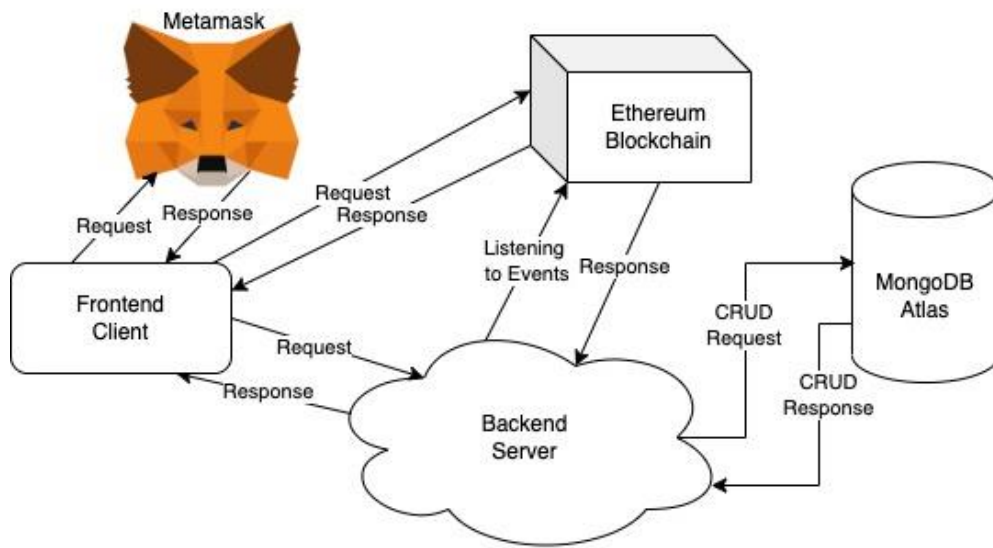 Metamask
Ethereum
Blockchain
Request
Response
Request
Response
Listening
to Events
Response
MongoDB
Atlas
Frontend
Client
CRUD
Request
Request
Response
CRUD
Response
Backend
Server